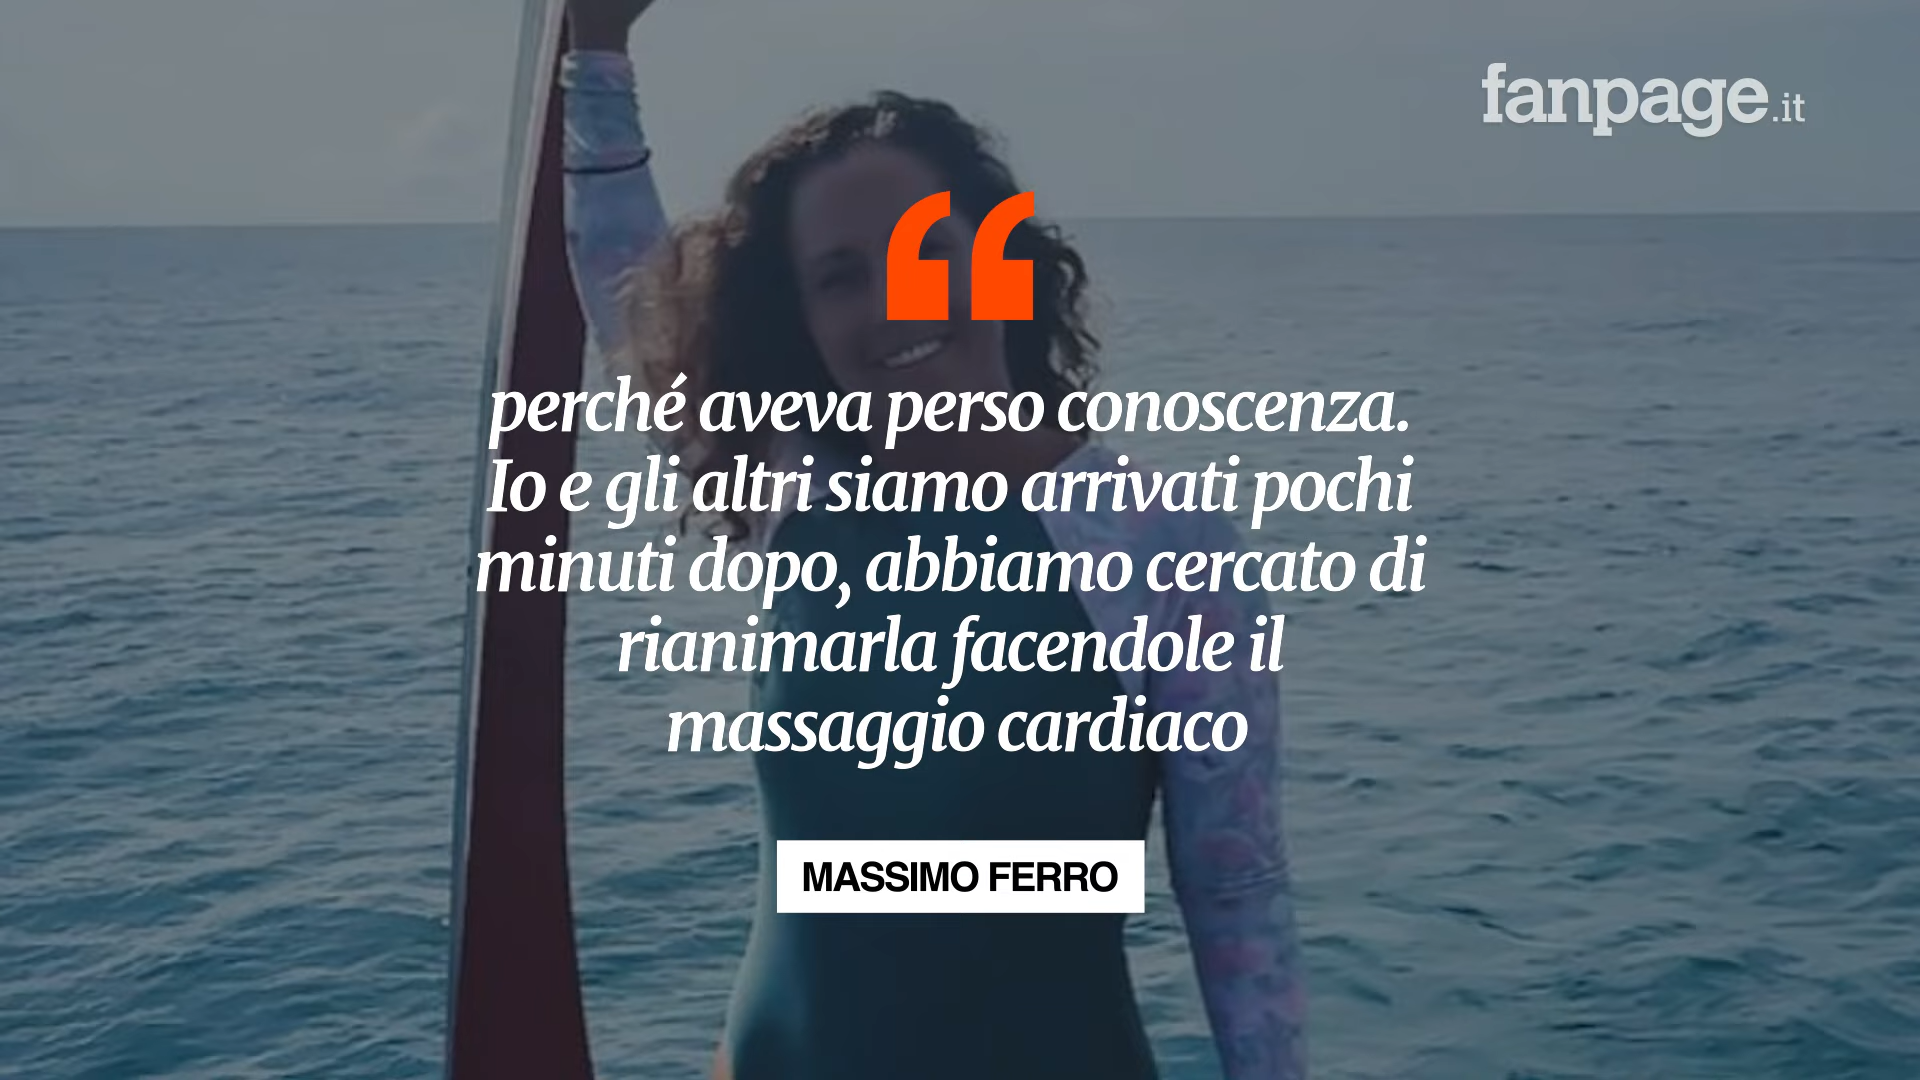 fanpage.it
“
perché aveva perso conoscenza.
Io e gli altri siamo arrivati pochi
minuti dopo, abbiamo cercato di
rianimarla facendole il
massaggio cardiaco
MASSIMO FERRO